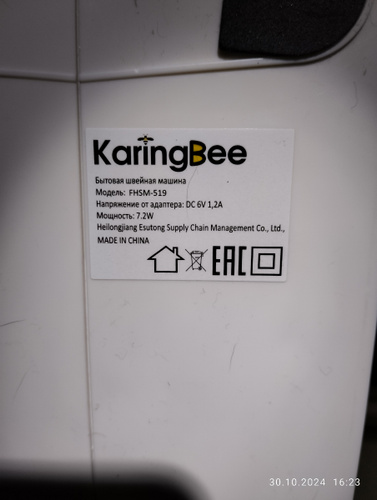 KaringBee
Бытовая швейная машина
Модель: FHSM-519
Напряжение от адаптера: DC 6V 1,2A
Мощность: 7.2W
Heilongjiang Esutong Supply Chain Management Co., Ltd.,
MADE IN CHINA
EAC
30.10.2024 16:23